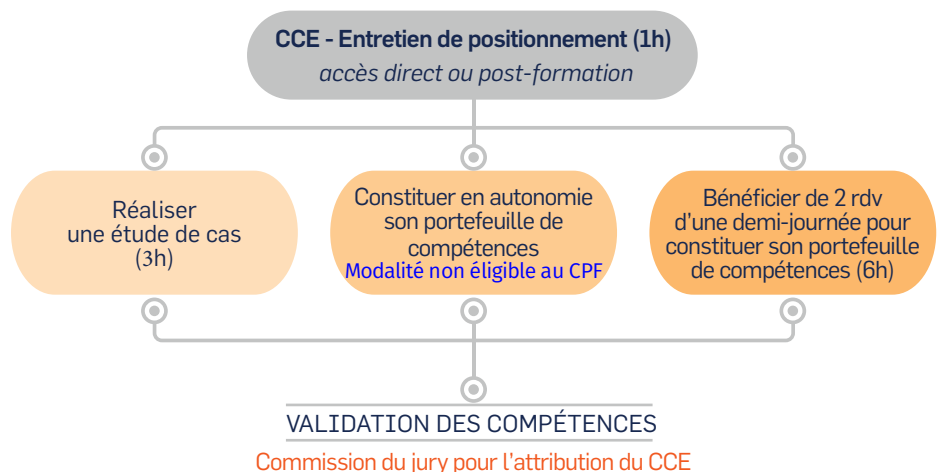 CCE - Entretien de positionnement (1h)
accès direct ou post-formation
Réaliser
une étude de cas
(3h)
Constituer en autonomie
son portefeuille de
compétences
Modalité non éligible au CPF
Bénéficier de 2 rdv
d'une demi-journée pour
constituer son portefeuille
de compétences (6h)
VALIDATION DES COMPÉTENCES
Commission du jury pour l'attribution du CCE